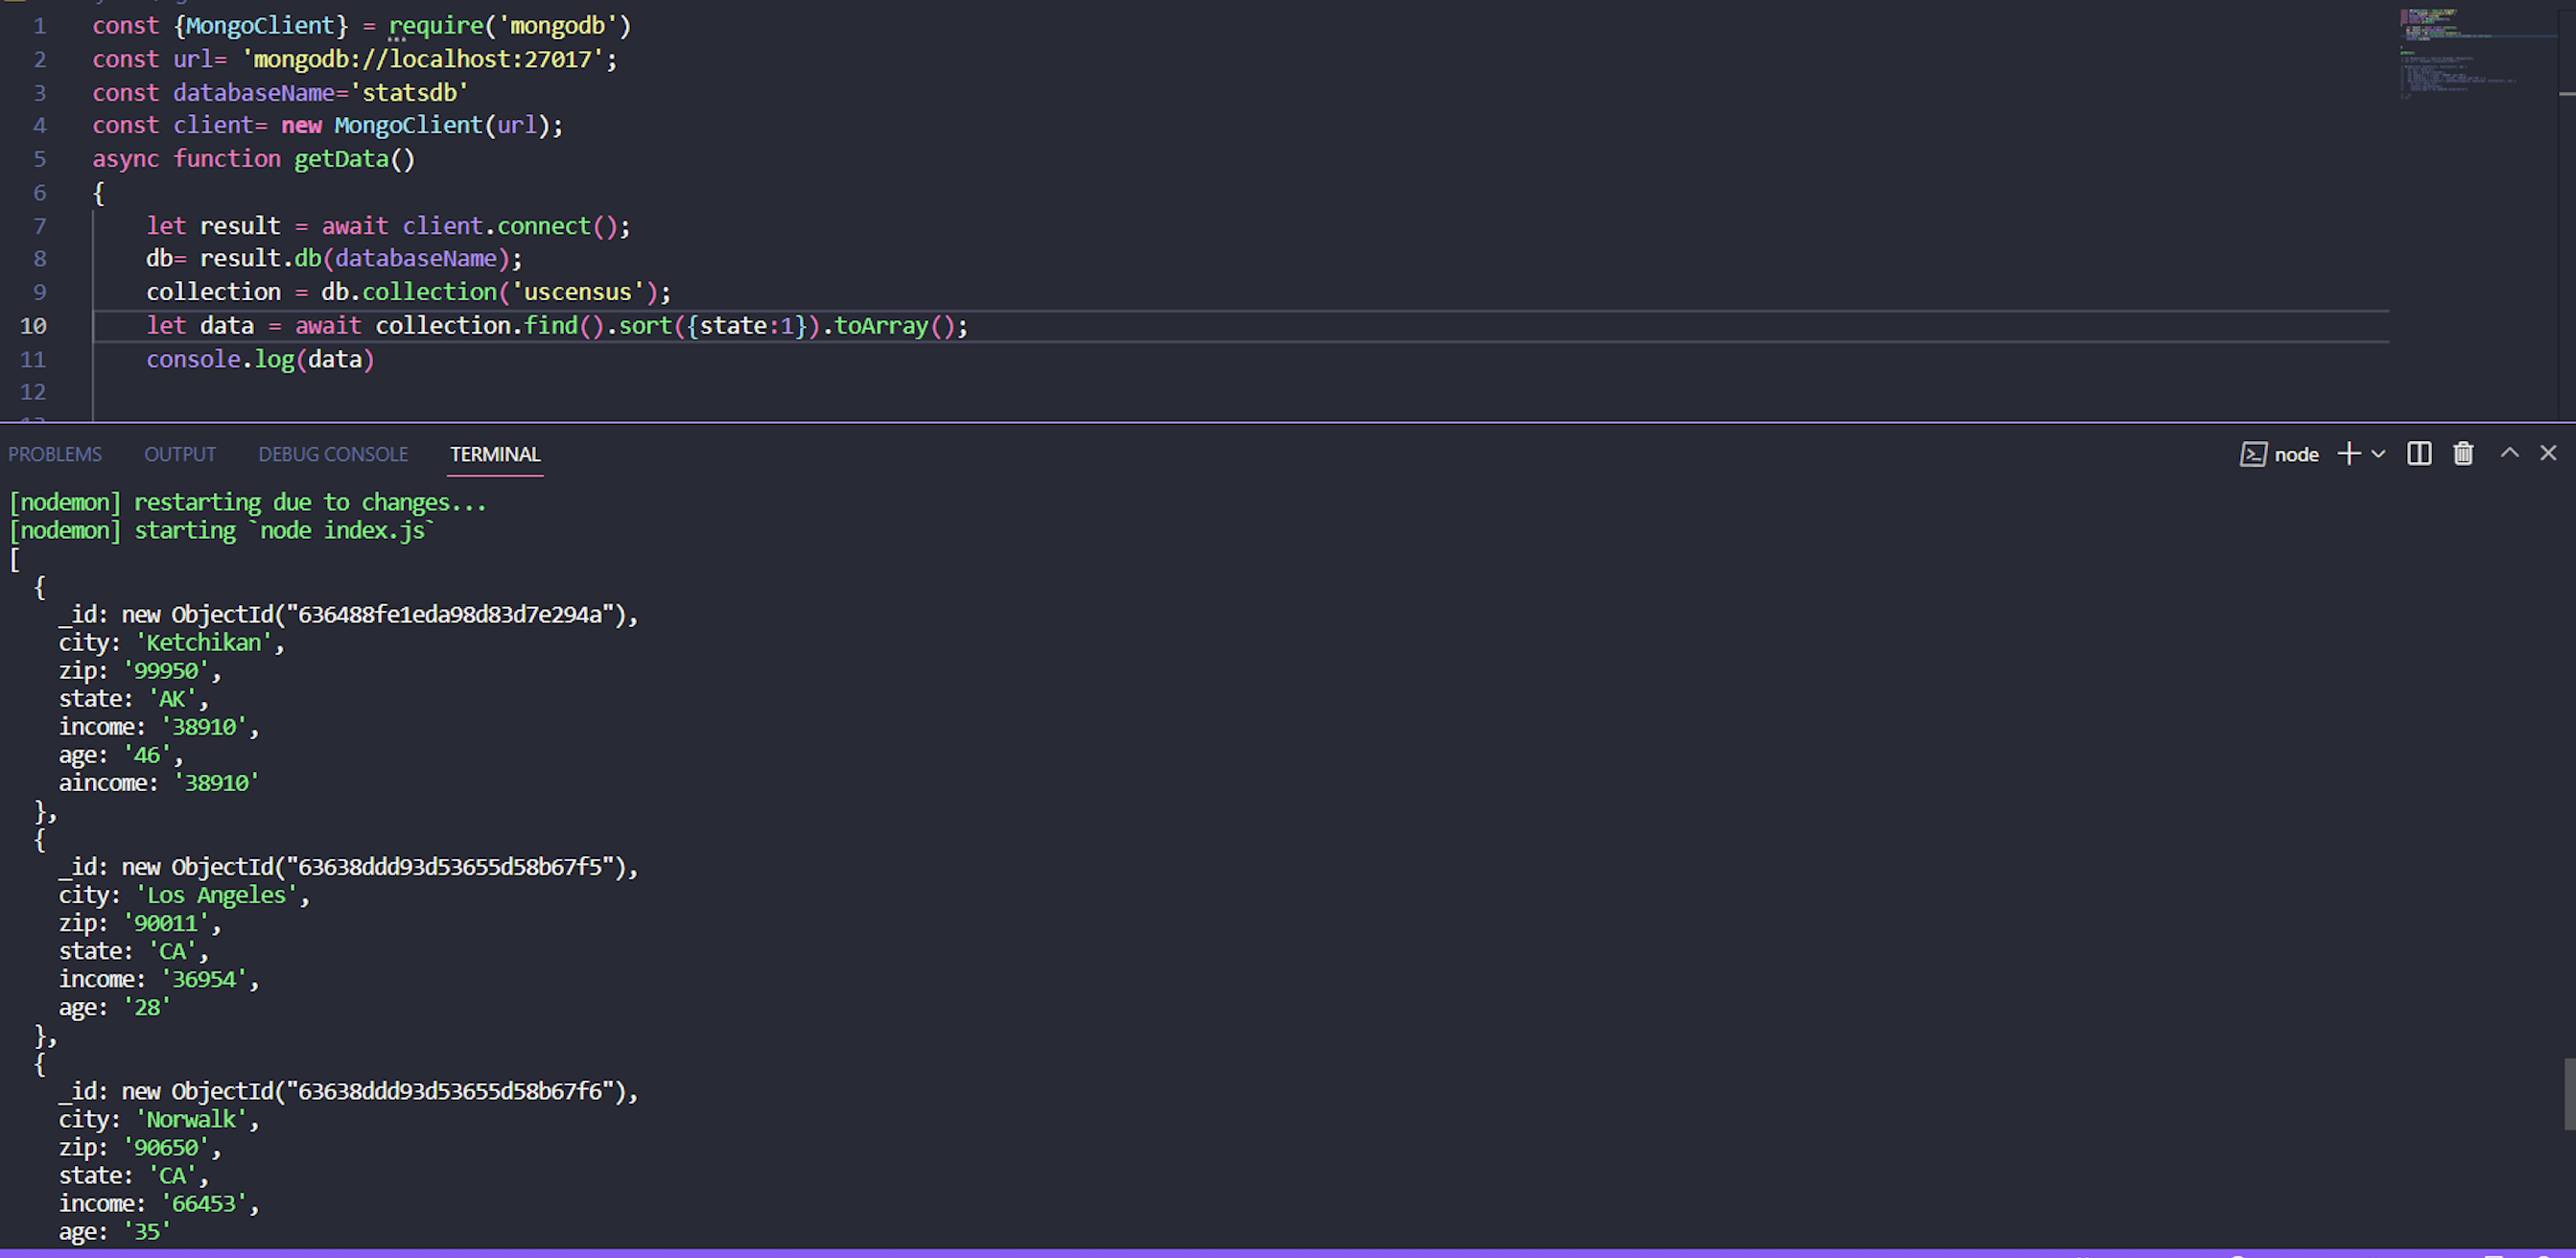 1 const {MongoClient} = require('mongodb')
2 const url= 'mongodb://localhost:27017';
3 const databaseName='statsdb'
4 const client= new MongoClient(url);
5 async function getData()
6 {
7 let result = await client.connect();
8 db= result.db(databaseName);
9 collection = db.collection('uscensus');
10 let data = await collection.find().sort({state:1}).toArray();
11 console.log(data)
12
PROBLEMS OUTPUT DEBUG CONSOLE TERMINAL node
[nodemon] restarting due to changes...
[nodemon] starting `node index.js`
[
{
_id: new ObjectId("636488fe1eda98d83d7e294a"),
city: 'Ketchikan',
zip: '99950',
state: 'AK',
income: '38910',
age: '46',
aincome: '38910'
},
{
_id: new ObjectId("63638ddd93d53655d58b67f5"),
city: 'Los Angeles',
zip: '90011',
state: 'CA',
income: '36954',
age: '28'
},
{
_id: new ObjectId("63638ddd93d53655d58b67f6"),
city: 'Norwalk',
zip: '90650',
state: 'CA',
income: '66453',
age: '35'